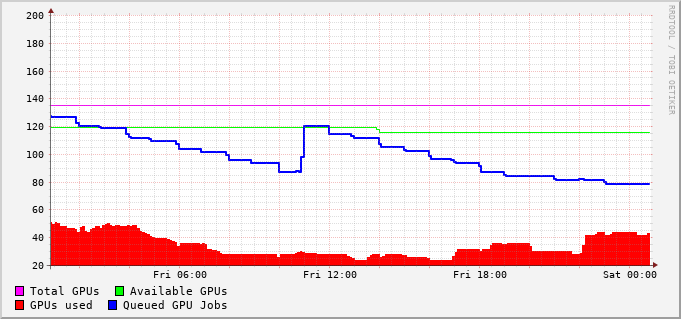 200
180
160
140
120
100
80
60
40
20
Fri 06:00 Fri 12:00 Fri 18:00 Sat 00:00
Total GPUs Available GPUs
GPUs used Queued GPU Jobs
RRDTOOL / TOBI OETIKER